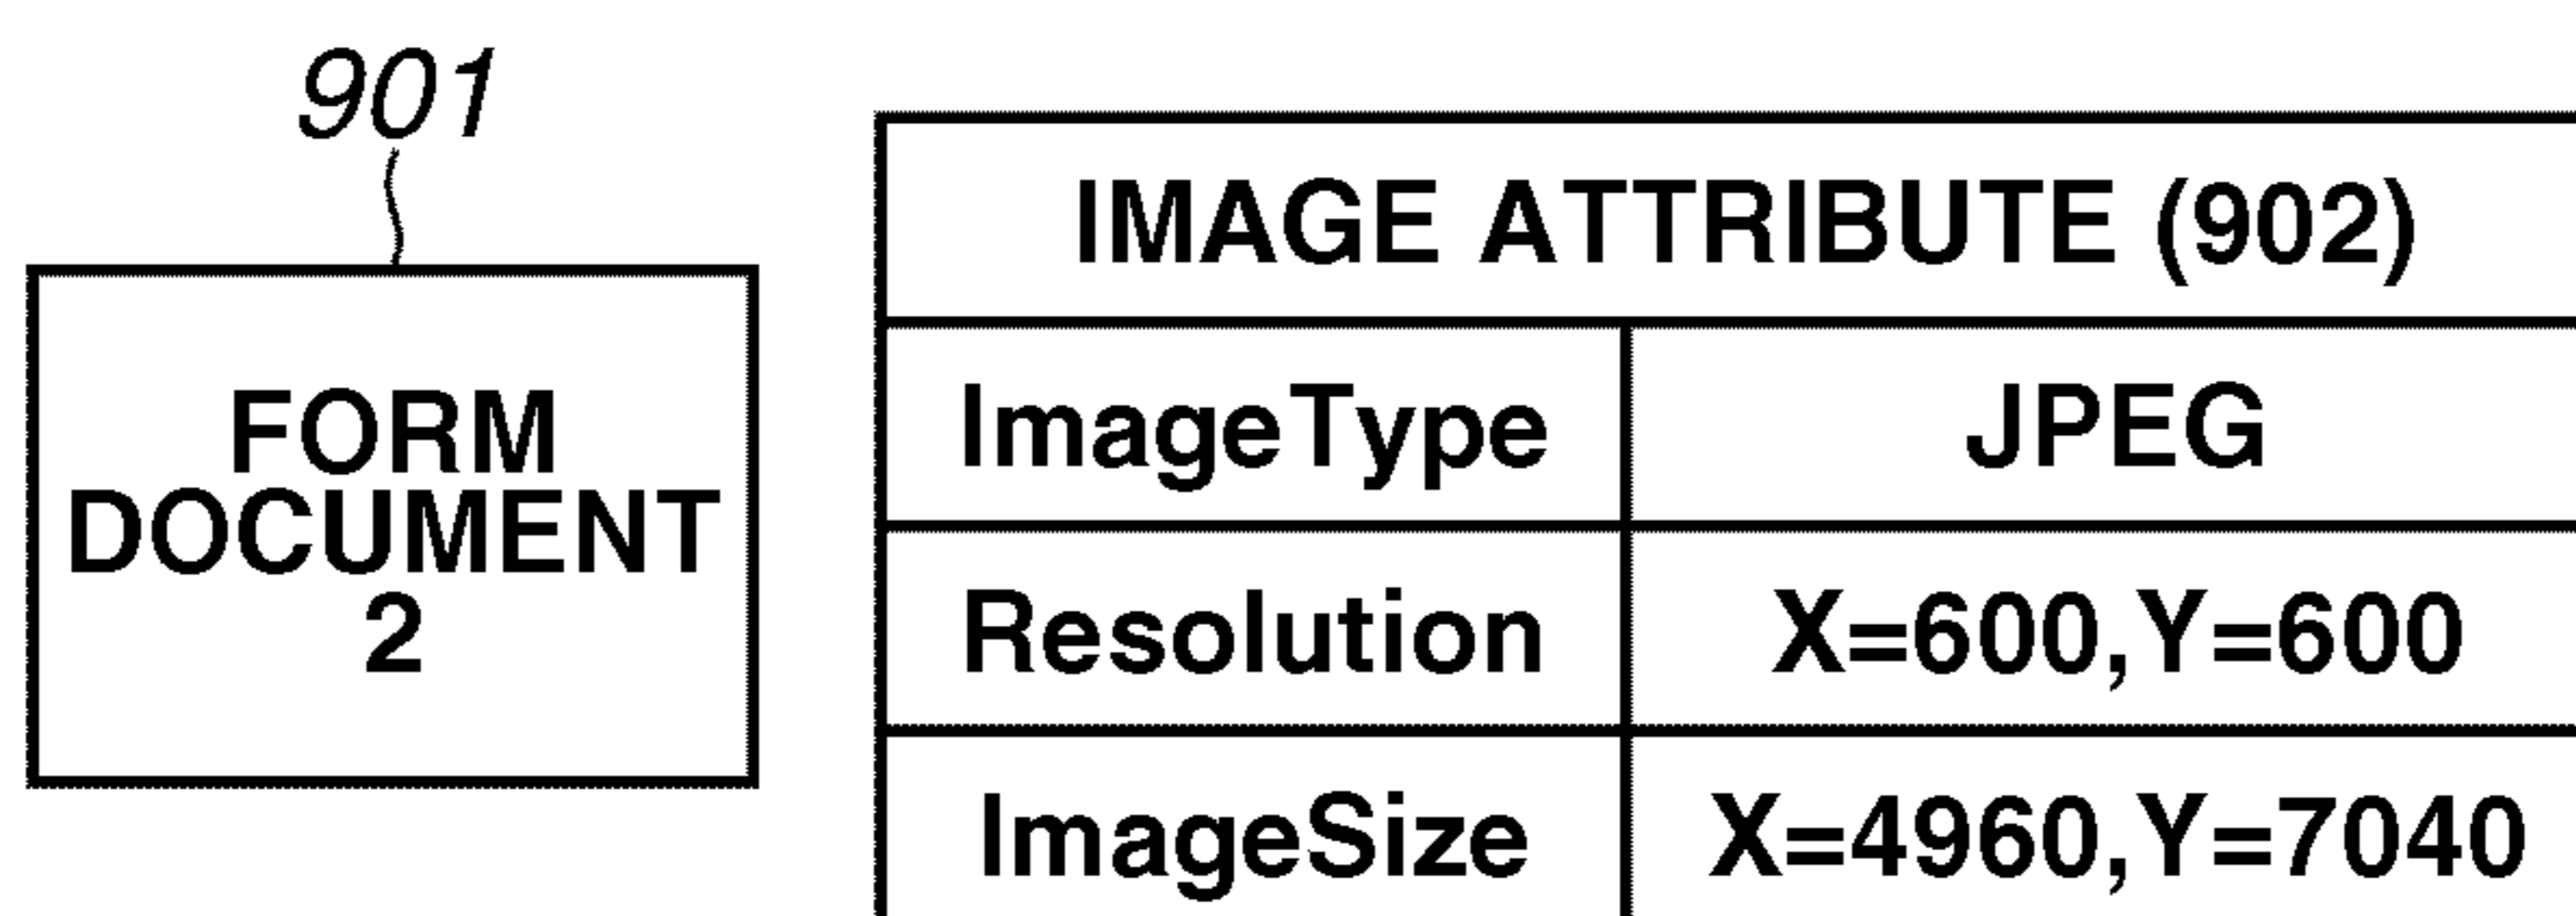 901
FORM
DOCUMENT
2
IMAGE ATTRIBUTE (902)
ImageType JPEG
Resolution X=600,Y=600
ImageSize X=4960,Y=7040